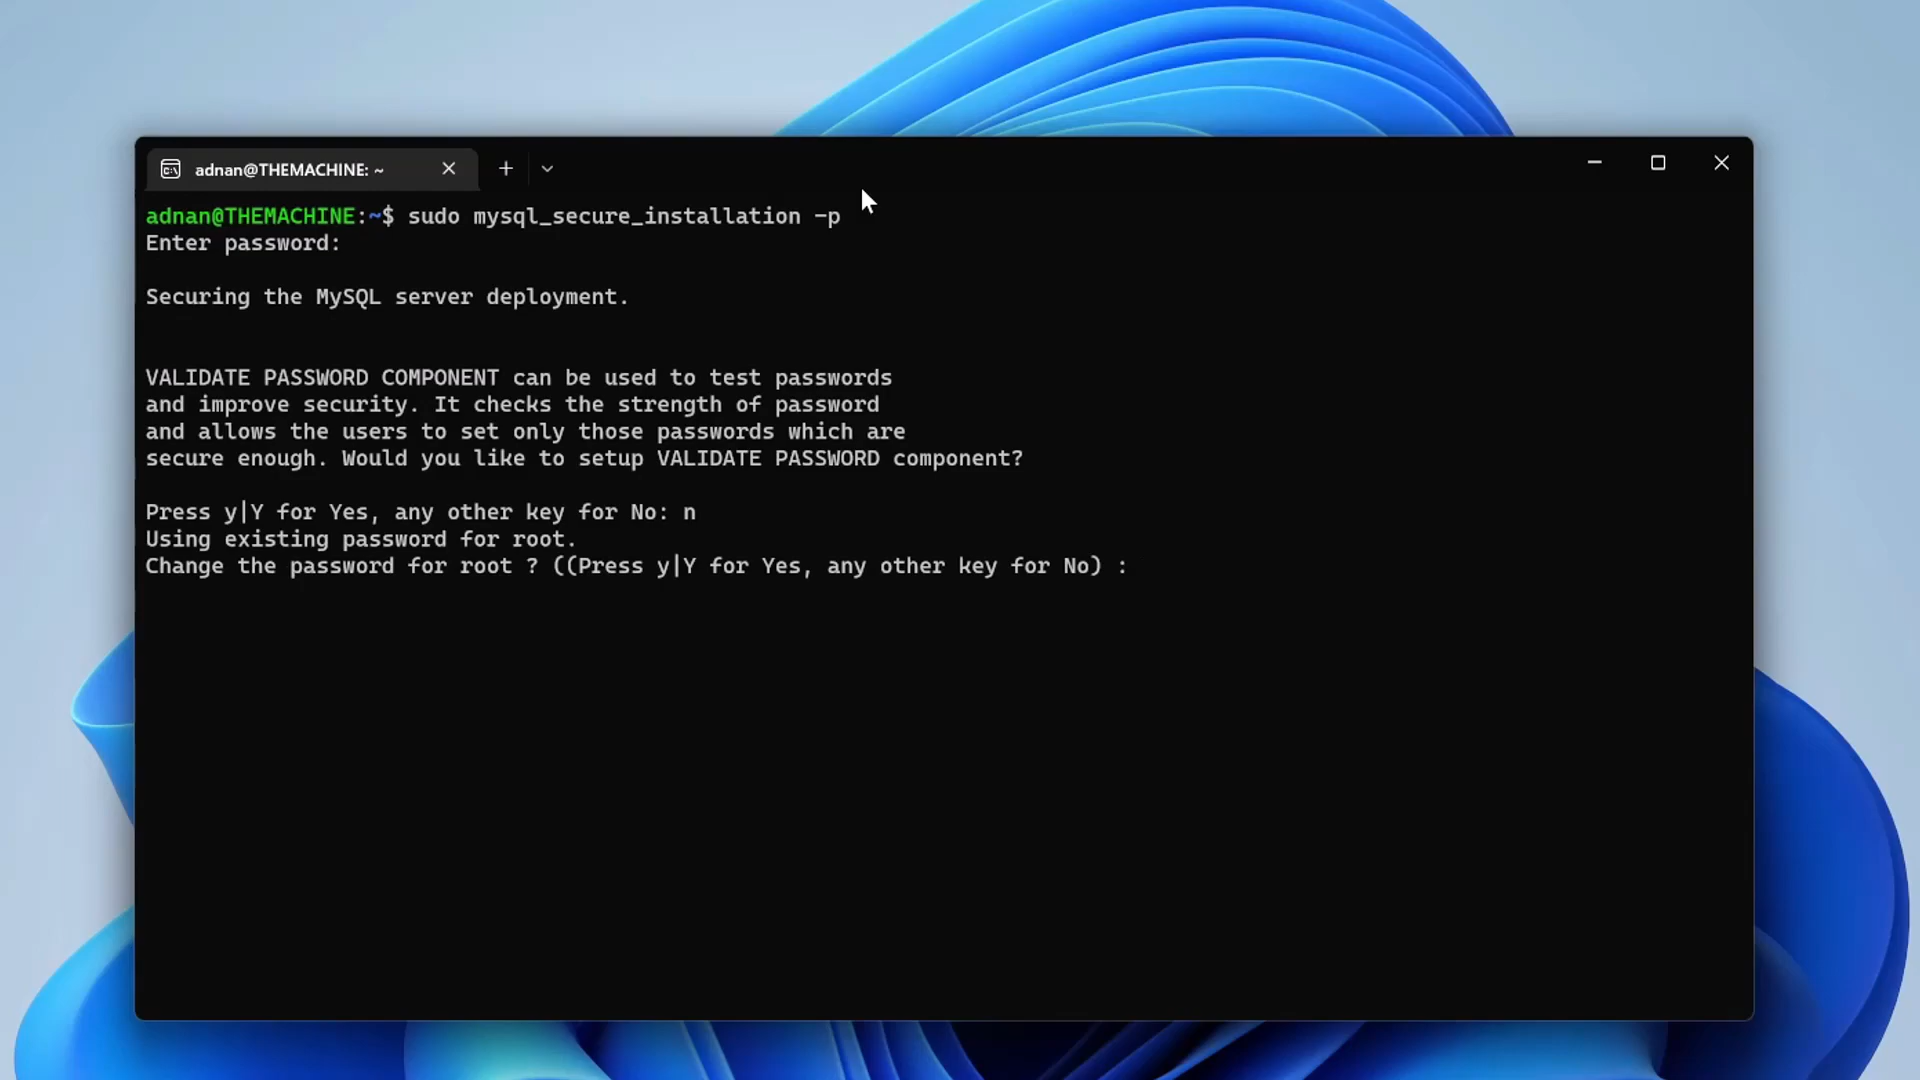 adnan@THEMACHINE: ~
adnan@THEMACHINE:~$ sudo mysql_secure_installation -p
Enter password:
Securing the MySQL server deployment.
VALIDATE PASSWORD COMPONENT can be used to test passwords
and improve security. It checks the strength of password
and allows the users to set only those passwords which are
secure enough. Would you like to setup VALIDATE PASSWORD component?
Press y|Y for Yes, any other key for No: n
Using existing password for root.
Change the password for root ? ((Press y|Y for Yes, any other key for No) :